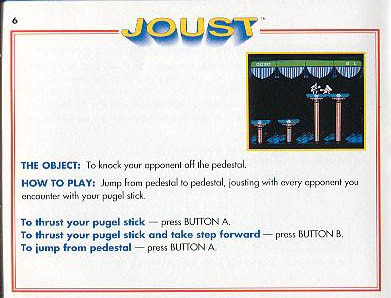 6
JOUST™
THE OBJECT: To knock your opponent off the pedestal.
HOW TO PLAY: Jump from pedestal to pedestal, jousting with every opponent you
encounter with your pugel stick.
To thrust your pugel stick — press BUTTON A.
To thrust your pugel stick and take step forward — press BUTTON B.
To jump from pedestal — press BUTTON A.